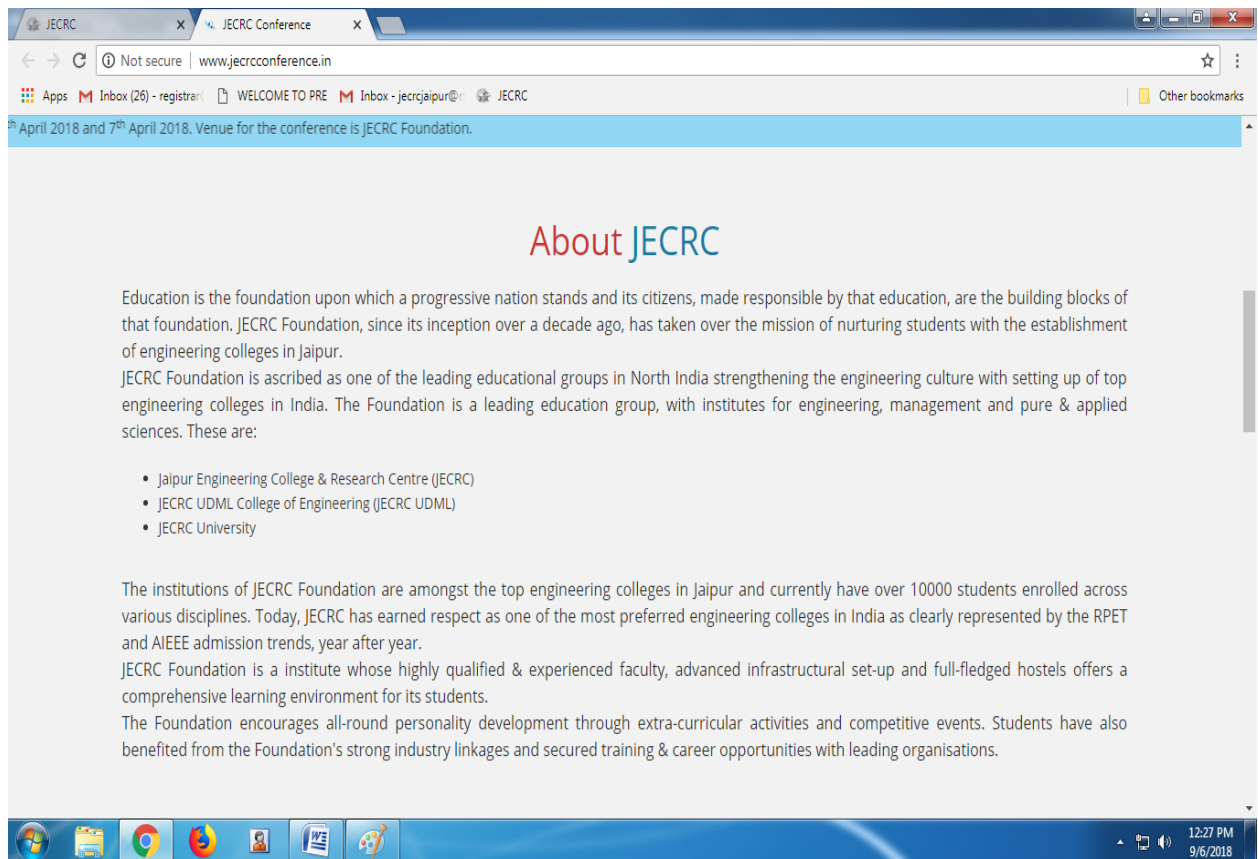 JECRC
JECRC Conference
Not secure www.jecrcconference.in
Apps Inbox (26) - registrar WELCOME TO PRE Inbox - jecrcjaipur@ JECRC Other bookmarks
th April 2018 and 7th April 2018. Venue for the conference is JECRC Foundation.
About JECRC
Education is the foundation upon which a progressive nation stands and its citizens, made responsible by that education, are the building blocks of
that foundation. JECRC Foundation, since its inception over a decade ago, has taken over the mission of nurturing students with the establishment
of engineering colleges in Jaipur.
JECRC Foundation is ascribed as one of the leading educational groups in North India strengthening the engineering culture with setting up of top
engineering colleges in India. The Foundation is a leading education group, with institutes for engineering, management and pure & applied
sciences. These are:
• Jaipur Engineering College & Research Centre (JECRC)
• JECRC UDML College of Engineering (JECRC UDML)
• JECRC University
The institutions of JECRC Foundation are amongst the top engineering colleges in Jaipur and currently have over 10000 students enrolled across
various disciplines. Today, JECRC has earned respect as one of the most preferred engineering colleges in India as clearly represented by the RPET
and AIEEE admission trends, year after year.
JECRC Foundation is a institute whose highly qualified & experienced faculty, advanced infrastructural set-up and full-fledged hostels offers a
comprehensive learning environment for its students.
The Foundation encourages all-round personality development through extra-curricular activities and competitive events. Students have also
benefited from the Foundation's strong industry linkages and secured training & career opportunities with leading organisations.
12:27 PM
9/6/2018